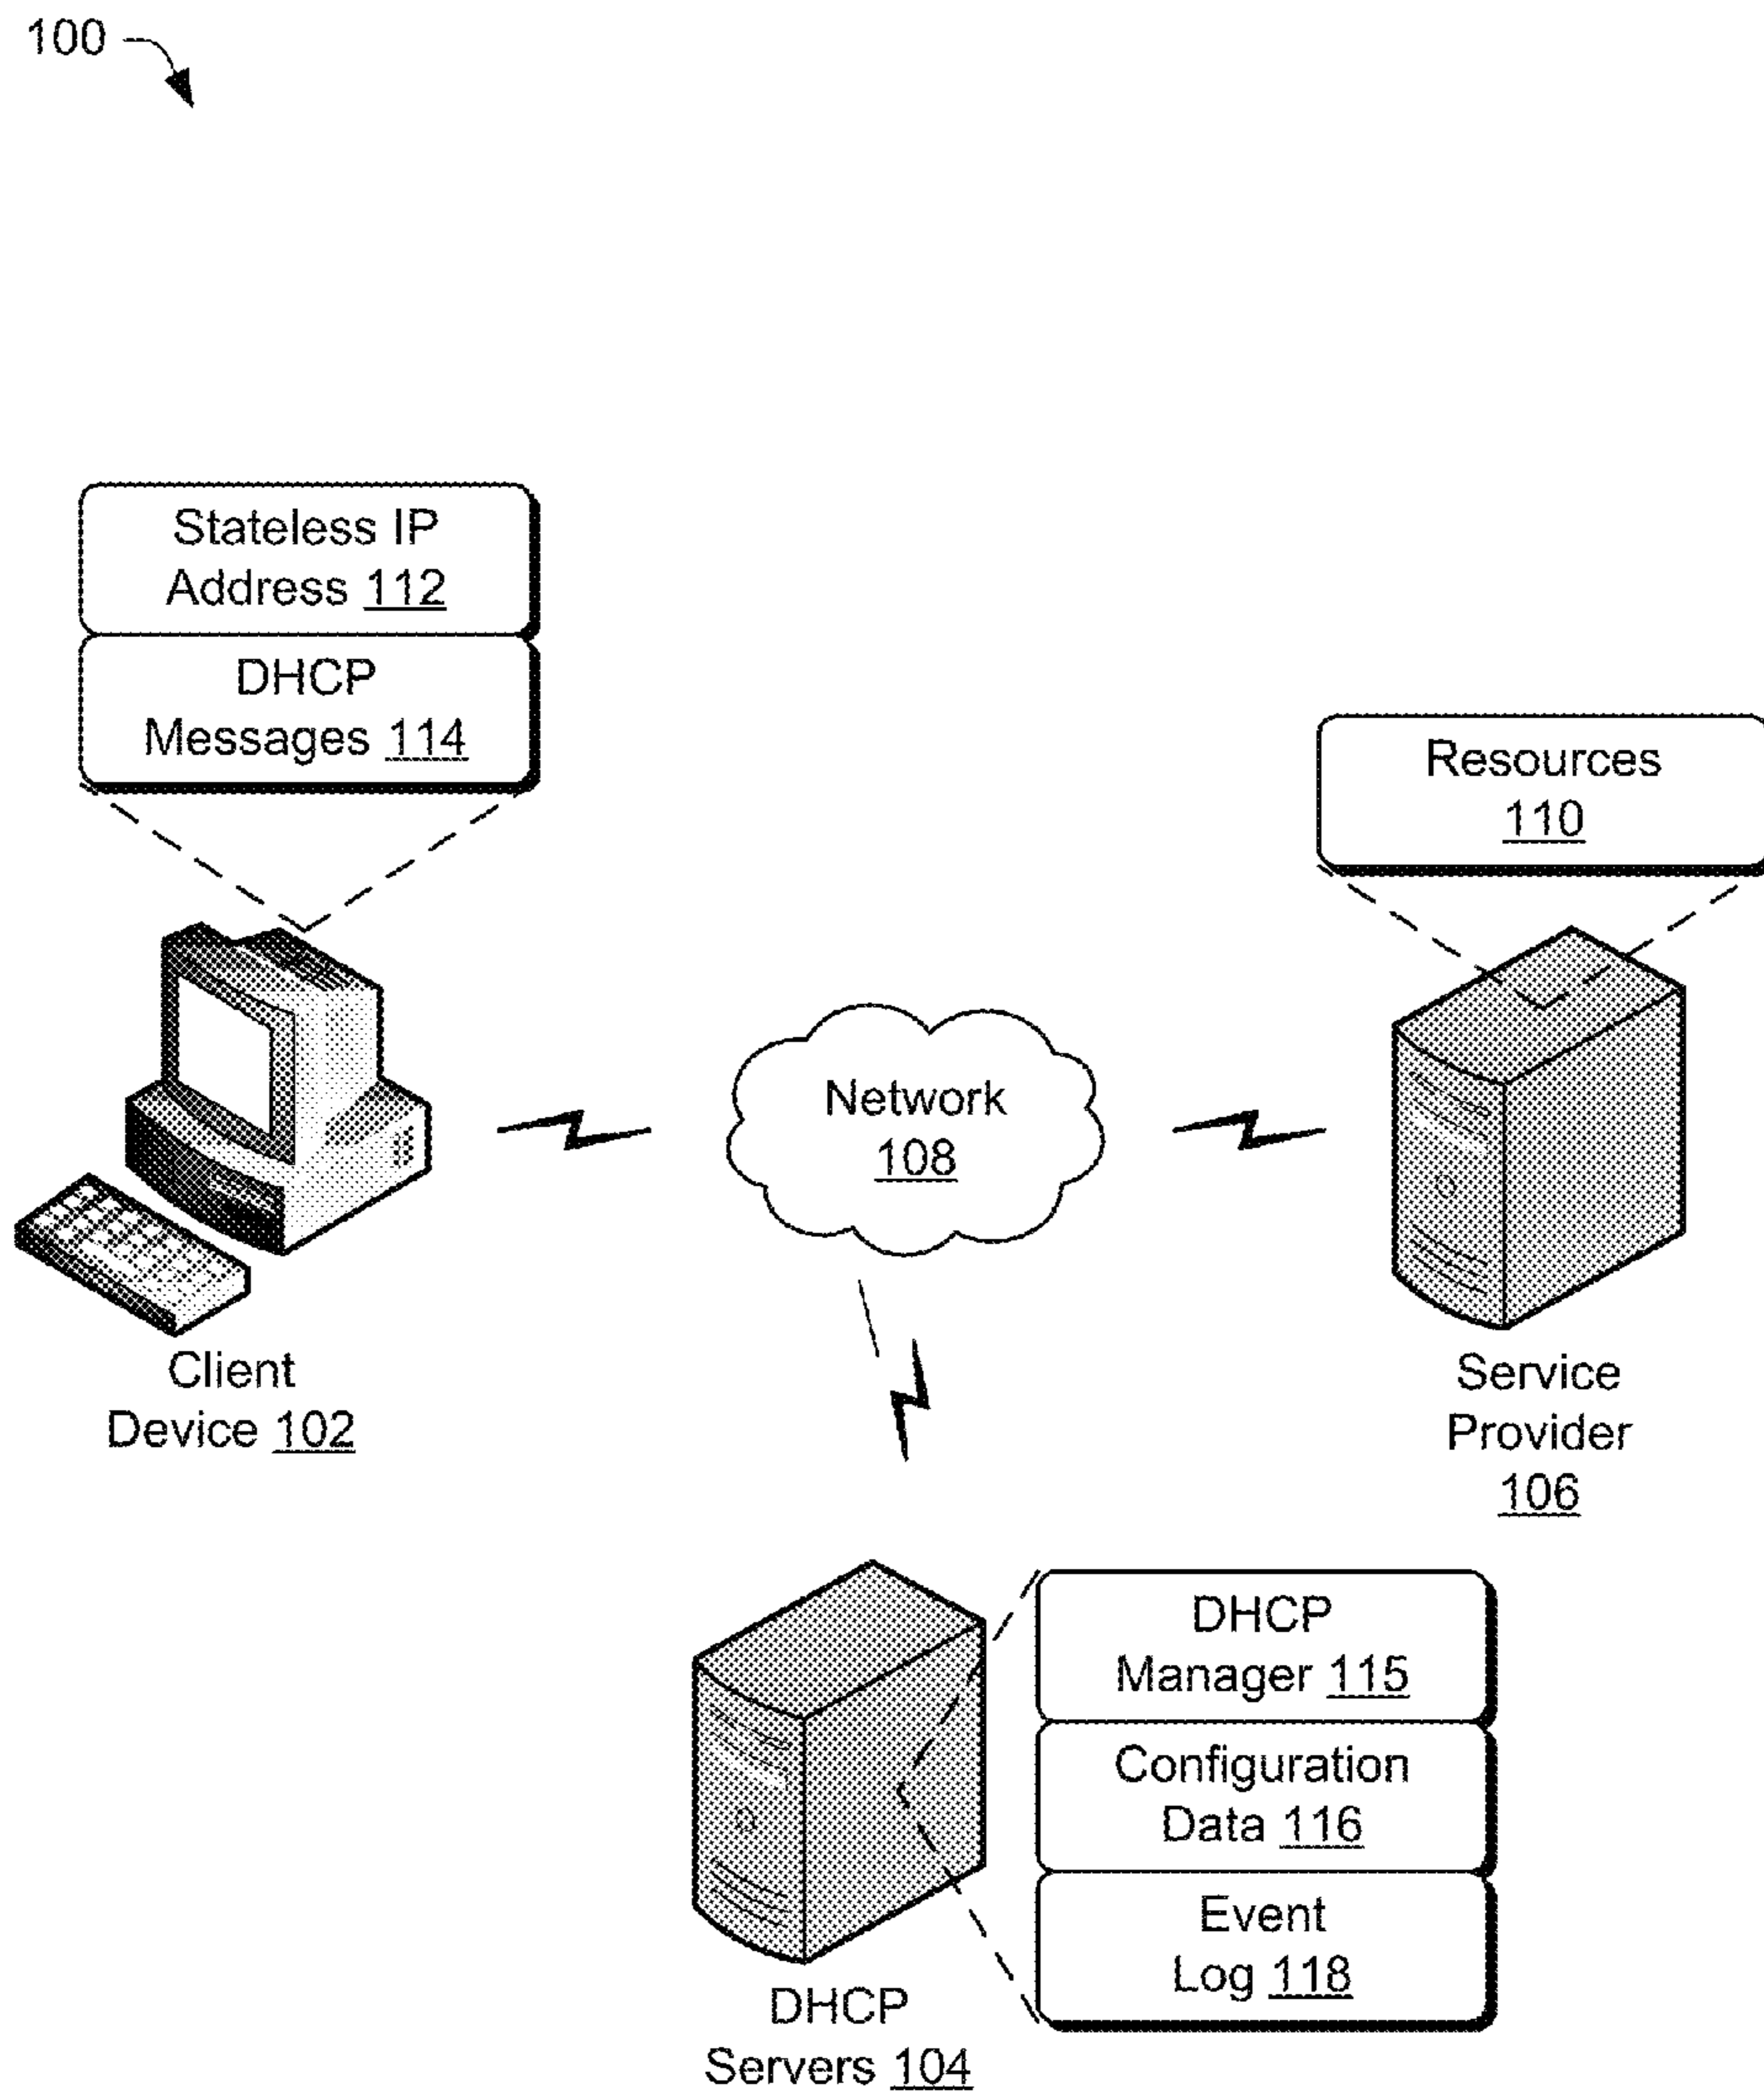 100
Stateless IP
Address 112
DHCP
Messages 114
Resources
110
Network
108
Client
Device 102
Service
Provider
106
DHCP
Manager 115
Configuration
Data 116
Event
Log 118
DHCP
Servers 104